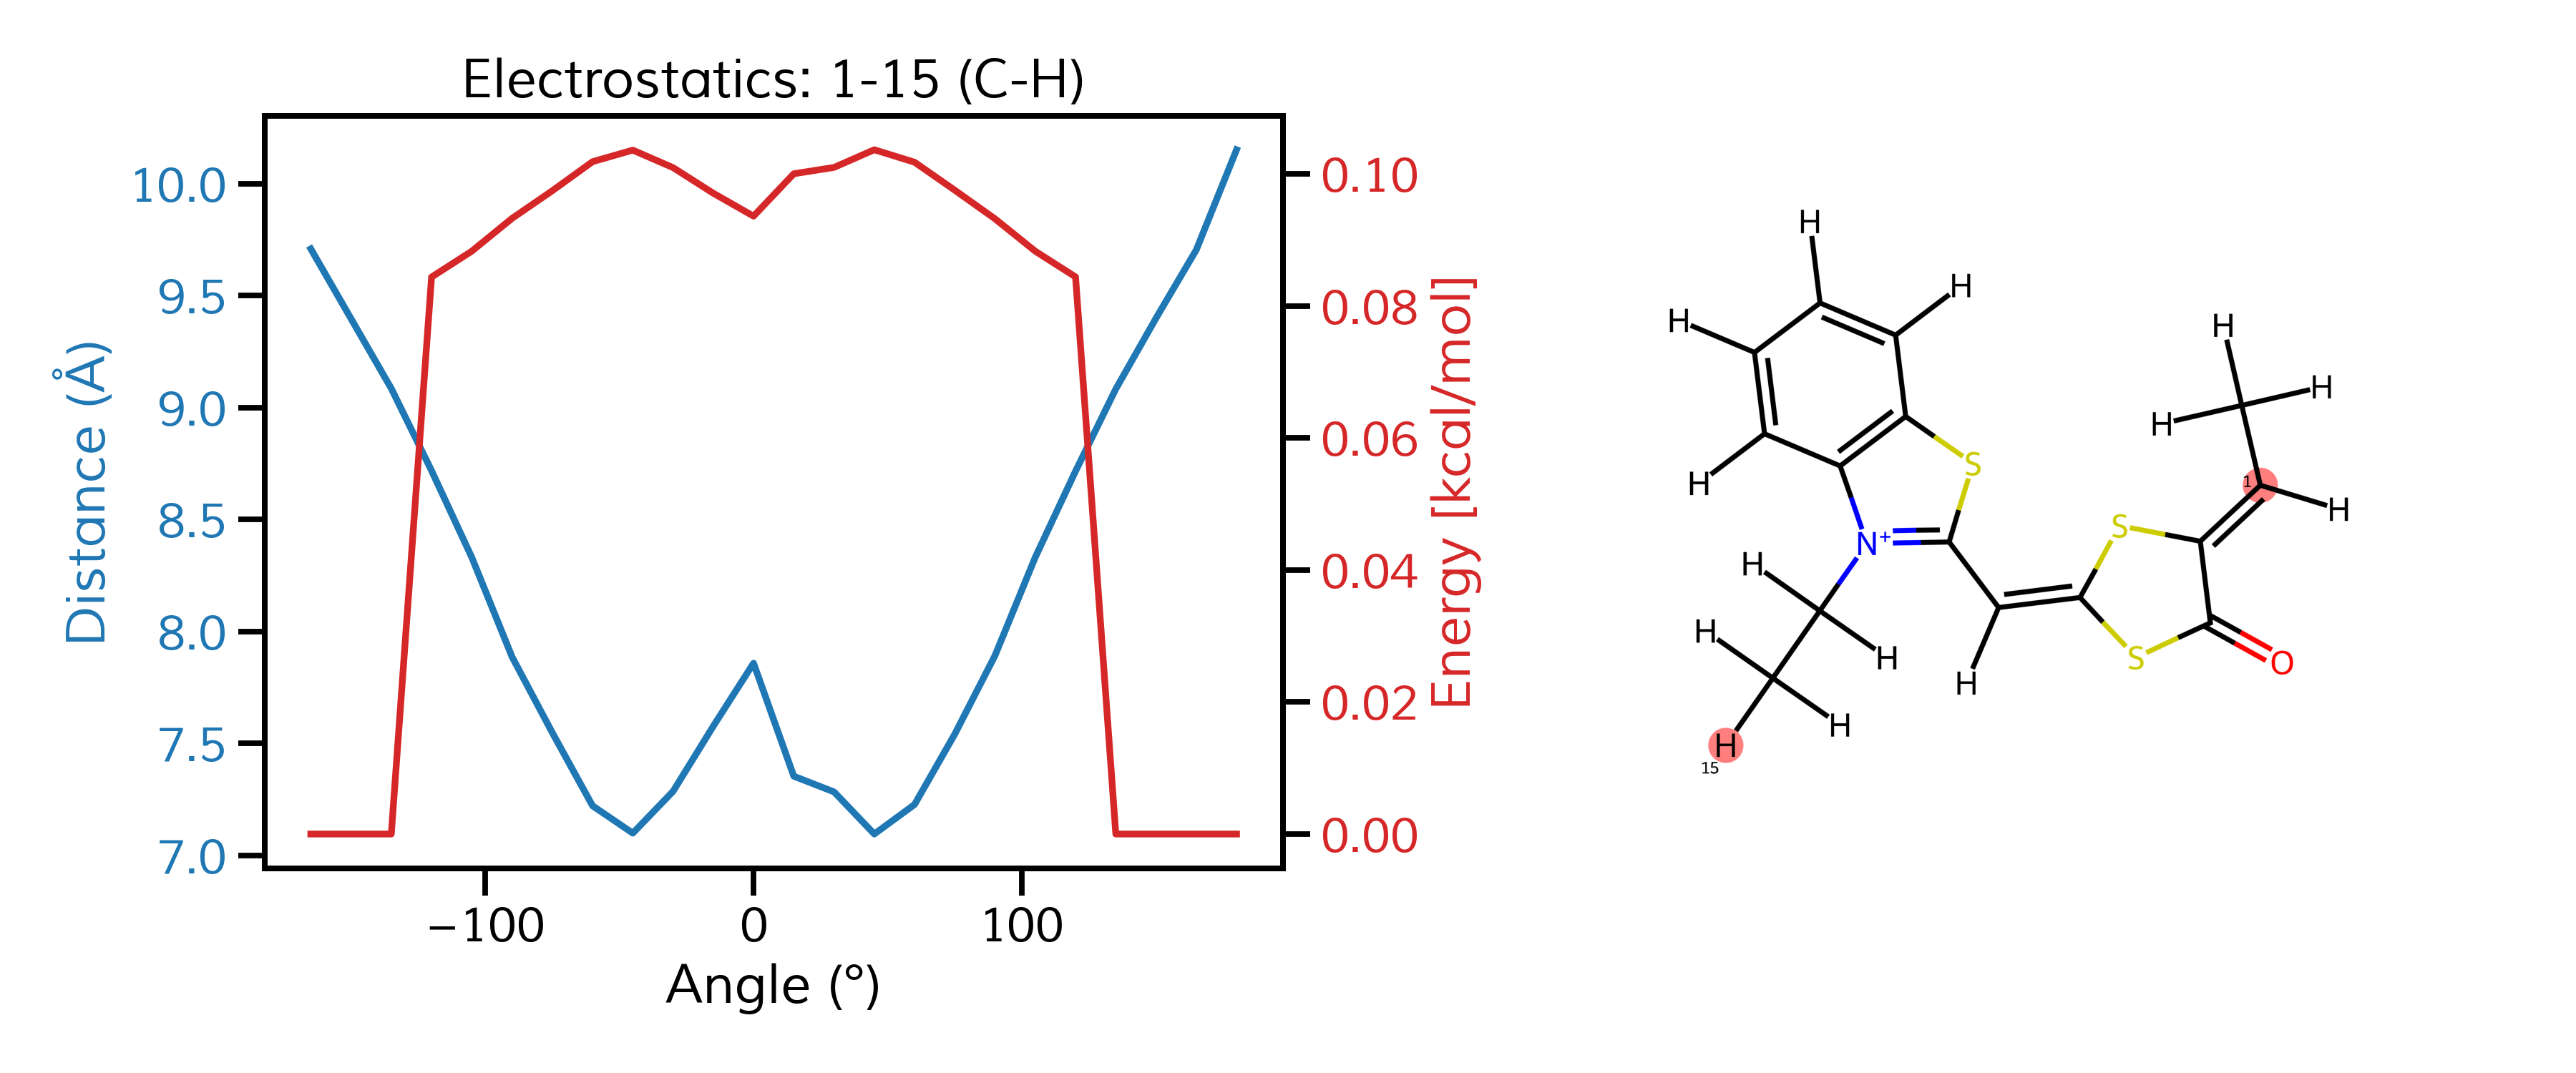 Electrostatics: 1-15 (C-H)
Distance (Å)
10.0
9.5
9.0
8.5
8.0
7.5
7.0
−100
0
100
Angle (°)
0.10
0.08
0.06
0.04
0.02
0.00
Energy [kcal/mol]
H
H
H
H
H
H
H
S
1
H
S
N+
H
H
S
O
H
H
H
H
15